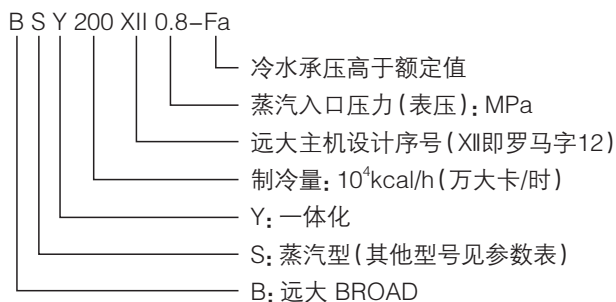 B S Y 200 XII 0.8–Fa
冷水承压高于额定值
蒸汽入口压力(表压): MPa
远大主机设计序号(XII即罗马字12)
制冷量: 10⁴kcal/h(万大卡/时)
Y: 一体化
S: 蒸汽型(其他型号见参数表)
B: 远大 BROAD